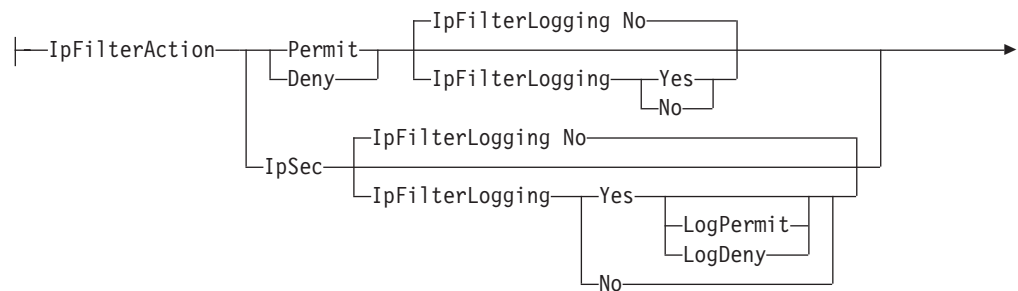 IpFilterLogging No
IpFilterAction Permit
Deny IpFilterLogging Yes
No
IpFilterLogging No
IpSec
IpFilterLogging Yes
LogPermit
LogDeny
No